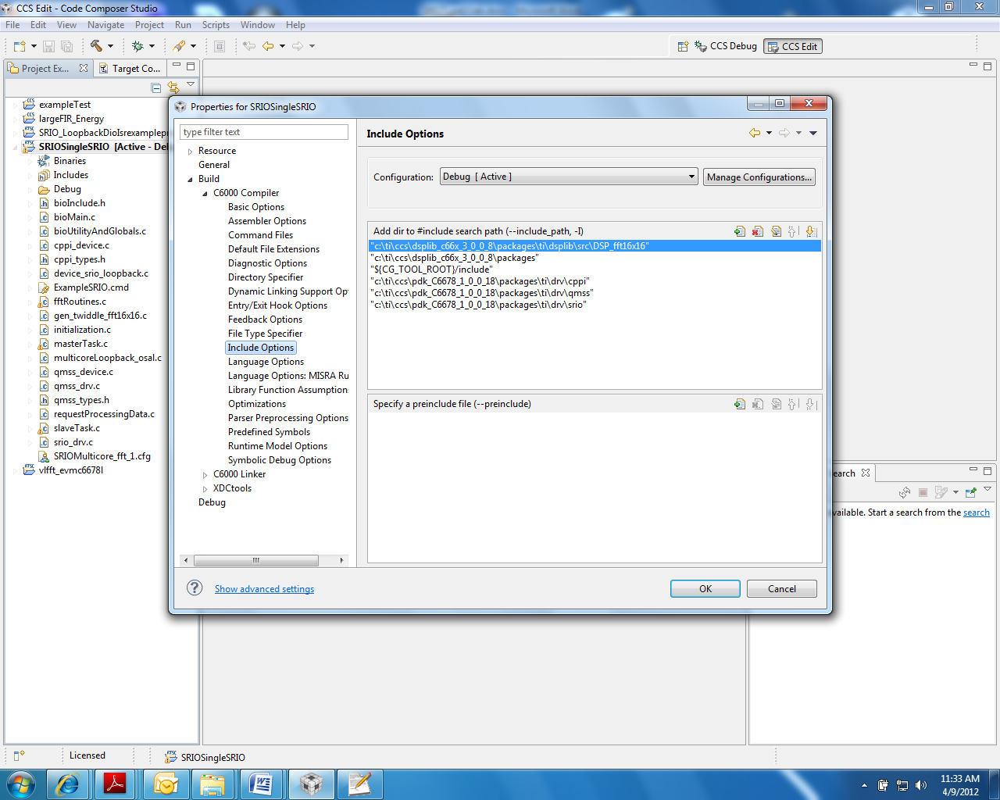 CCS Edit - Code Composer Studio
File Edit View Navigate Project Run Scripts Window Help
CCS Debug
CCS Edit
Project Ex...
Target Co...
exampleTest
largeFIR_Energy
SRIO_LoopbackDioIsrexamplepr
SRIOSingleSRIO [Active - Del
Binaries
Includes
Debug
bioInclude.h
bioMain.c
bioUtilityAndGlobals.c
cppi_device.c
cppi_types.h
device_srio_loopback.c
ExampleSRIO.cmd
fftRoutines.c
gen_twiddle_fft16x16.c
initialization.c
masterTask.c
multicoreLoopback_osal.c
qmss_device.c
qmss_drv.c
qmss_types.h
requestProcessingData.c
slaveTask.c
srio_drv.c
SRIOMulticore_fft_1.cfg
vlfft_evmc6678l
Properties for SRIOSingleSRIO
type filter text
Resource
General
Build
C6000 Compiler
Basic Options
Assembler Options
Command Files
Default File Extensions
Diagnostic Options
Directory Specifier
Dynamic Linking Support Op
Entry/Exit Hook Options
Feedback Options
File Type Specifier
Include Options
Language Options
Language Options: MISRA Ru
Library Function Assumptions
Optimizations
Parser Preprocessing Options
Predefined Symbols
Runtime Model Options
Symbolic Debug Options
C6000 Linker
XDCtools
Debug
Include Options
Configuration:
Debug [ Active ]
Manage Configurations...
Add dir to #include search path (--include_path, -I)
"c:\ti\ccs\dsplib_c66x_3_0_0_8\packages\ti\dsplib\src\DSP_fft16x16"
"c:\ti\ccs\dsplib_c66x_3_0_0_8\packages"
"${CG_TOOL_ROOT}/include"
"c:\ti\ccs\pdk_C6678_1_0_0_18\packages\ti\drv\cppi"
"c:\ti\ccs\pdk_C6678_1_0_0_18\packages\ti\drv\qmss"
"c:\ti\ccs\pdk_C6678_1_0_0_18\packages\ti\drv\srio"
Specify a preinclude file (--preinclude)
Show advanced settings
OK
Cancel
earch
vailable. Start a search from the search
Licensed
SRIOSingleSRIO
11:33 AM
4/9/2012